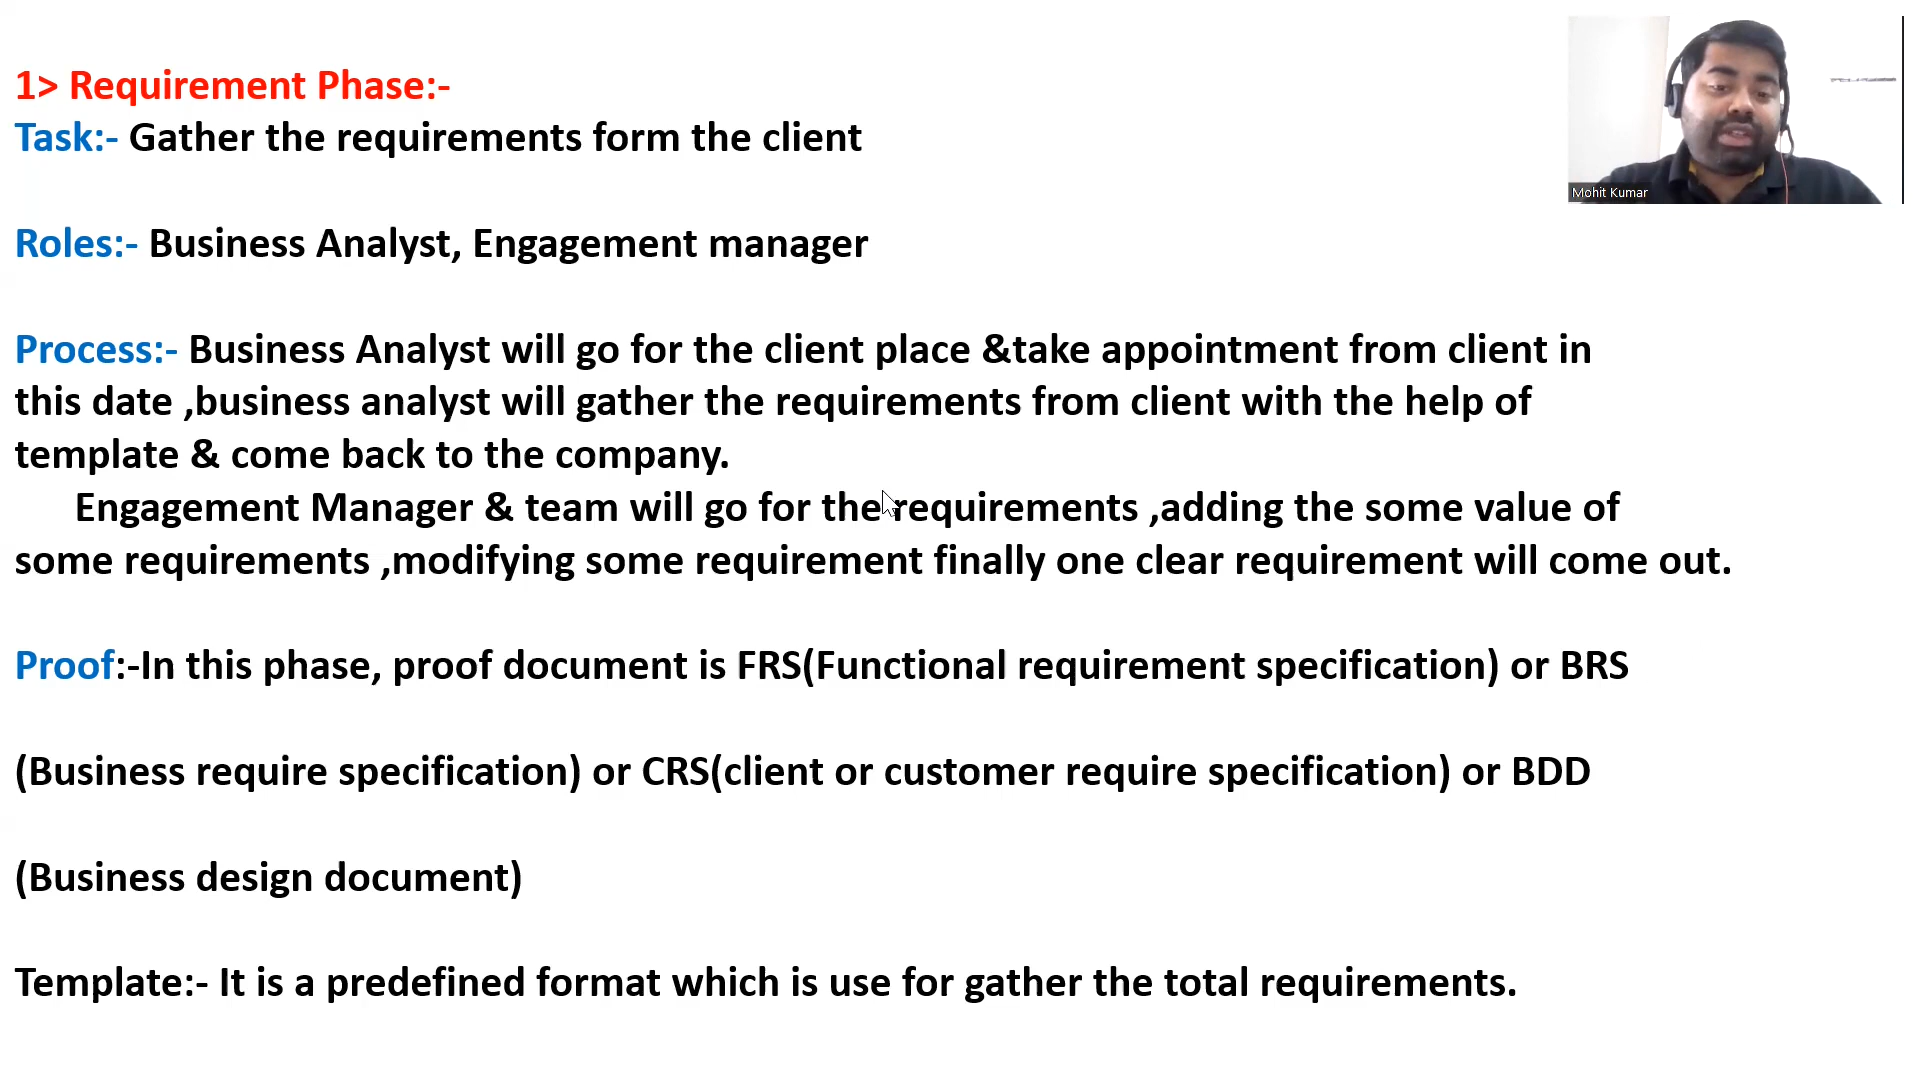 1> Requirement Phase:-
Task:- Gather the requirements form the client
Roles:- Business Analyst, Engagement manager
Process:- Business Analyst will go for the client place &take appointment from client in
this date ,business analyst will gather the requirements from client with the help of
template & come back to the company.
Engagement Manager & team will go for the requirements ,adding the some value of
some requirements ,modifying some requirement finally one clear requirement will come out.
Proof:-In this phase, proof document is FRS(Functional requirement specification) or BRS
(Business require specification) or CRS(client or customer require specification) or BDD
(Business design document)
Template:- It is a predefined format which is use for gather the total requirements.
Mohit Kumar